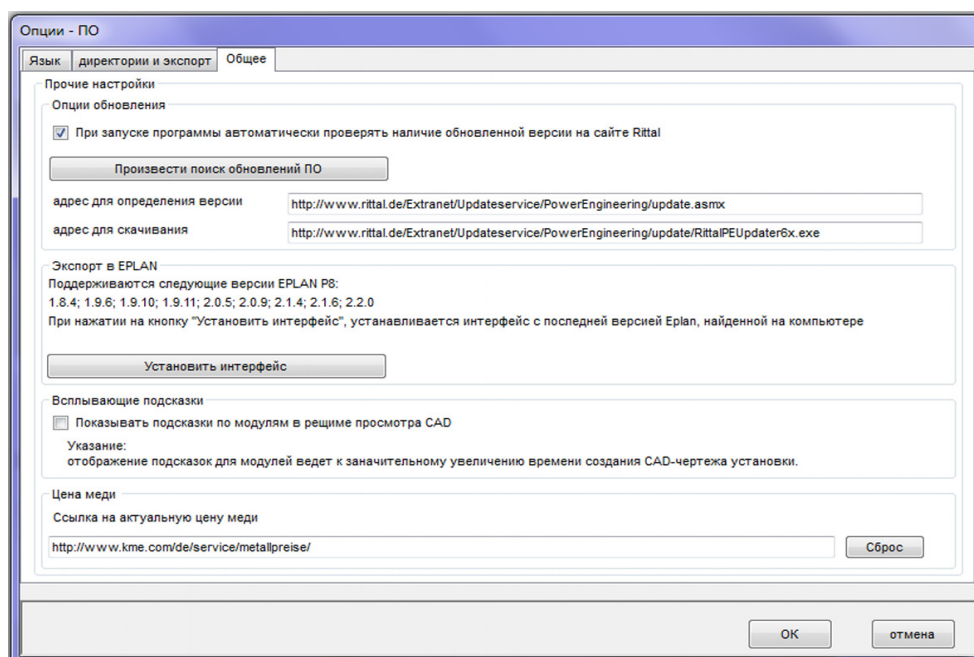 Опции - ПО
Язык директории и экспорт Общее
Прочие настройки
Опции обновления
При запуске программы автоматически проверять наличие обновленной версии на сайте Rittal
Произвести поиск обновлений ПО
адрес для определения версии http://www.rittal.de/Extranet/Updateservice/PowerEngineering/update.asmx
адрес для скачивания http://www.rittal.de/Extranet/Updateservice/PowerEngineering/update/RittalPEUpdater6x.exe
Экспорт в EPLAN
Поддерживаются следующие версии EPLAN P8:
1.8.4; 1.9.6; 1.9.10; 1.9.11; 2.0.5; 2.0.9; 2.1.4; 2.1.6; 2.2.0
При нажатии на кнопку "Установить интерфейс", устанавливается интерфейс с последней версией Eplan, найденной на компьютере
Установить интерфейс
Всплывающие подсказки
Показывать подсказки по модулям в рещиме просмотра CAD
Указание:
отображение подсказок для модулей ведет к заначительному увеличению времени создания CAD-чертежа установки.
Цена меди
Ссылка на актуальную цену меди
http://www.kme.com/de/service/metallpreise/ Сброс
ОК отмена